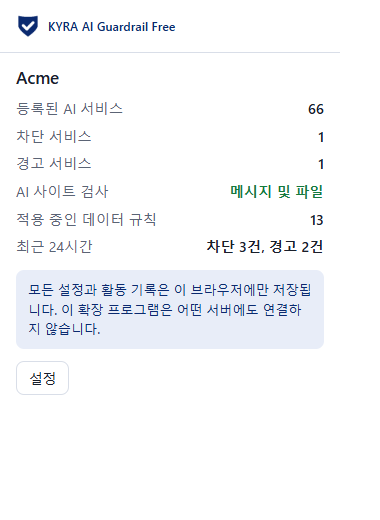 KYRA AI Guardrail Free
Acme
등록된 AI 서비스 66
차단 서비스 1
경고 서비스 1
AI 사이트 검사 메시지 및 파일
적용 중인 데이터 규칙 13
최근 24시간 차단 3건, 경고 2건
모든 설정과 활동 기록은 이 브라우저에만 저장됩
니다. 이 확장 프로그램은 어떤 서버에도 연결하
지 않습니다.
설정